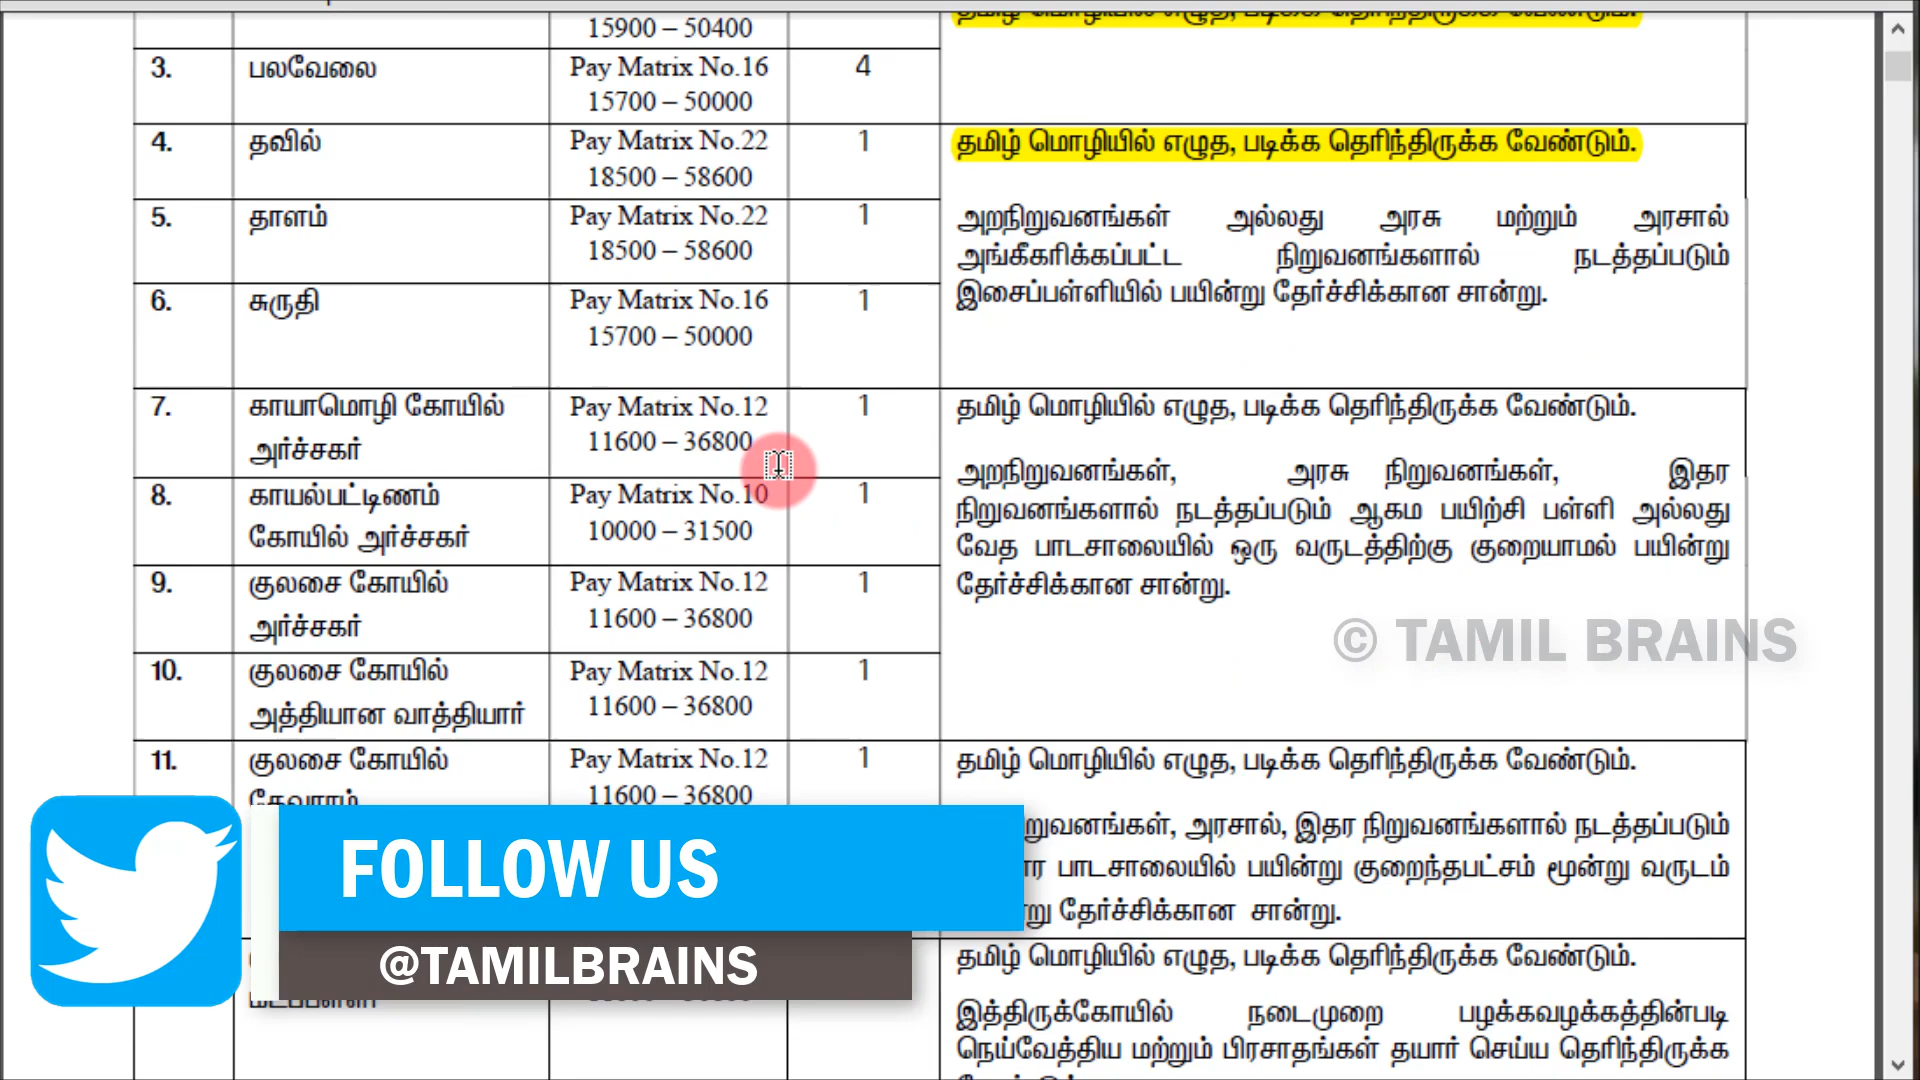 தமிழ் மொழியில் எழுத, படிக்க தெரிந்திருக்க வேண்டும்.
15900 – 50400
3. பலவேலை Pay Matrix No.16 4
15700 – 50000
4. தவில் Pay Matrix No.22 1 தமிழ் மொழியில் எழுத, படிக்க தெரிந்திருக்க வேண்டும்.
18500 – 58600
5. தாளம் Pay Matrix No.22 1 அறநிறுவனங்கள் அல்லது அரசு மற்றும் அரசால்
18500 – 58600 அங்கீகரிக்கப்பட்ட நிறுவனங்களால் நடத்தப்படும்
6. சுருதி Pay Matrix No.16 1 இசைப்பள்ளியில் பயின்று தேர்ச்சிக்கான சான்று.
15700 – 50000
7. காயாமொழி கோயில் Pay Matrix No.12 1 தமிழ் மொழியில் எழுத, படிக்க தெரிந்திருக்க வேண்டும்.
அர்ச்சகர் 11600 – 36800
அறநிறுவனங்கள், அரசு நிறுவனங்கள், இதர
8. காயல்பட்டிணம் Pay Matrix No.10 1 நிறுவனங்களால் நடத்தப்படும் ஆகம பயிற்சி பள்ளி அல்லது
கோயில் அர்ச்சகர் 10000 – 31500 வேத பாடசாலையில் ஒரு வருடத்திற்கு குறையாமல் பயின்று
9. குலசை கோயில் Pay Matrix No.12 1 தேர்ச்சிக்கான சான்று.
அர்ச்சகர் 11600 – 36800
© TAMIL BRAINS
10. குலசை கோயில் Pay Matrix No.12 1
அத்தியான வாத்தியார் 11600 – 36800
11. குலசை கோயில் Pay Matrix No.12 1 தமிழ் மொழியில் எழுத, படிக்க தெரிந்திருக்க வேண்டும்.
தேவாரம் 11600 – 36800
அரசால், இதர நிறுவனங்களால் நடத்தப்படும்
பாடசாலையில் பயின்று குறைந்தபட்சம் மூன்று வருடம்
தேர்ச்சிக்கான சான்று.
FOLLOW US
@TAMILBRAINS
தமிழ் மொழியில் எழுத, படிக்க தெரிந்திருக்க வேண்டும்.
இத்திருக்கோயில் நடைமுறை பழக்கவழக்கத்தின்படி
நெய்வேத்திய மற்றும் பிரசாதங்கள் தயார் செய்ய தெரிந்திருக்க